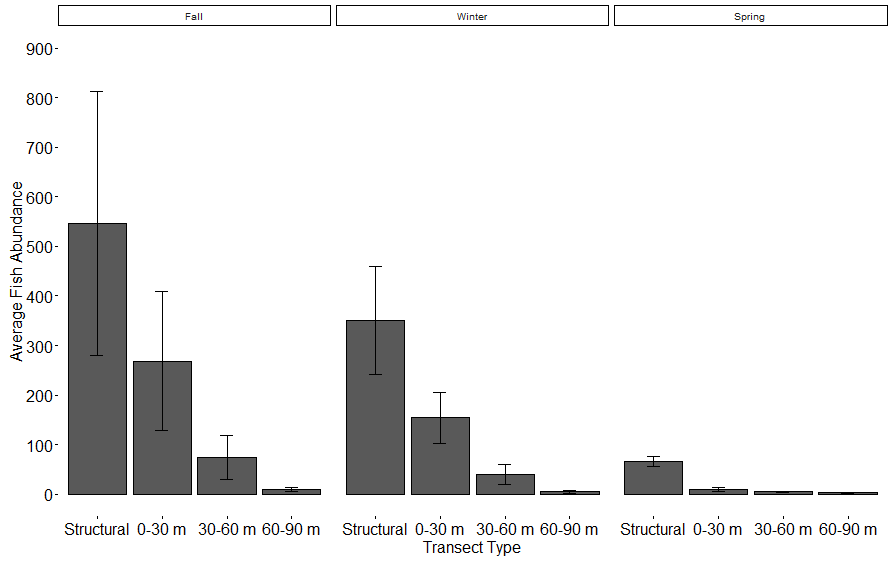 Fall Winter Spring
Average Fish Abundance
900
800
700
600
500
400
300
200
100
0
Structural 0-30 m 30-60 m 60-90 m Structural 0-30 m 30-60 m 60-90 m Structural 0-30 m 30-60 m 60-90 m
Transect Type